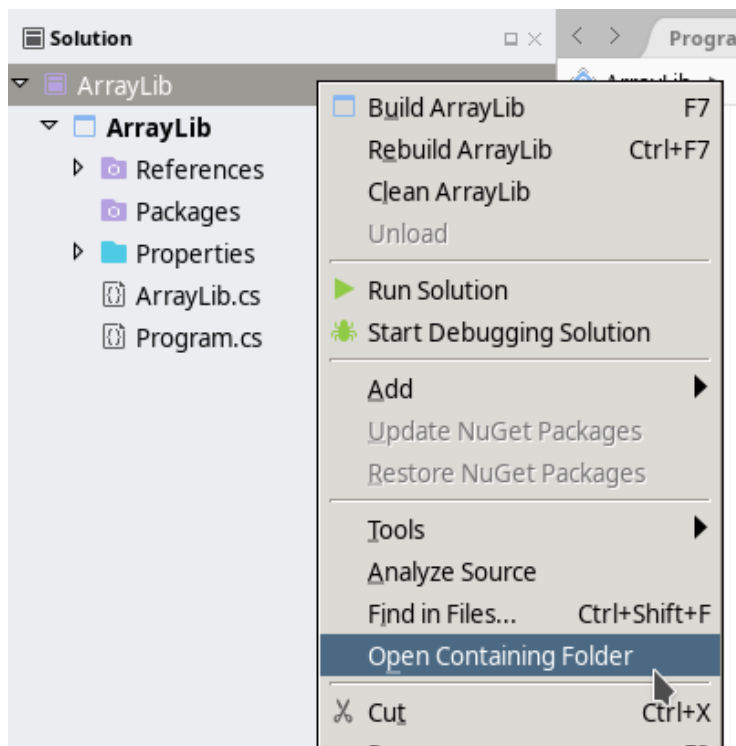 Solution
Progra
ArrayLib
ArrayLib
References
Packages
Properties
ArrayLib.cs
Program.cs
Build ArrayLib F7
Rebuild ArrayLib Ctrl+F7
Clean ArrayLib
Unload
Run Solution
Start Debugging Solution
Add
Update NuGet Packages
Restore NuGet Packages
Tools
Analyze Source
Find in Files... Ctrl+Shift+F
Open Containing Folder
Cut Ctrl+X